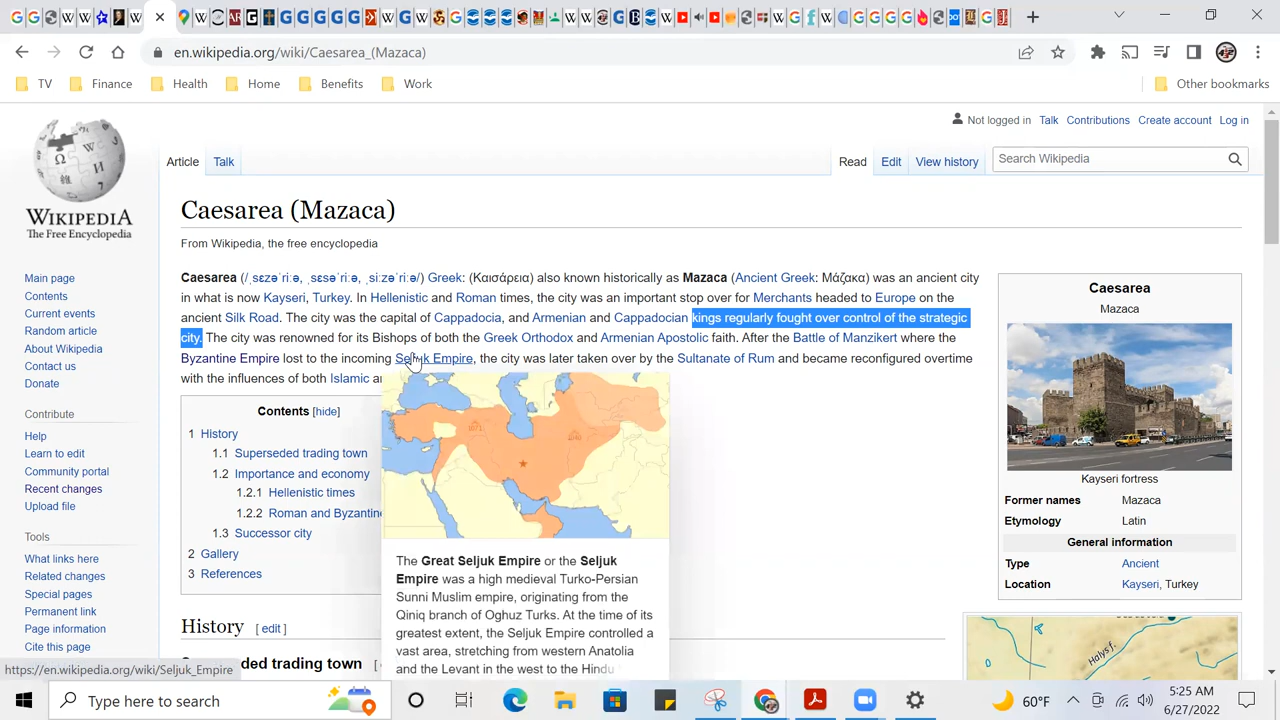 en.wikipedia.org/wiki/Caesarea_(Mazaca)
TV Finance Health Home Benefits Work Other bookmarks
Not logged in Talk Contributions Create account Log in
Article Talk Read Edit View history Search Wikipedia
WIKIPEDIA
The Free Encyclopedia
Main page
Contents
Current events
Random article
About Wikipedia
Contact us
Donate
Contribute
Help
Learn to edit
Community portal
Recent changes
Upload file
Tools
What links here
Related changes
Special pages
Permanent link
Page information
Cite this page
Caesarea (Mazaca)
From Wikipedia, the free encyclopedia
Caesarea (/ˌsɛzəˈriːə, ˌsɛsəˈriːə, ˌsiːzəˈriːə/) Greek: (Καισάρεια) also known historically as Mazaca (Ancient Greek: Μάζακα) was an ancient city
in what is now Kayseri, Turkey. In Hellenistic and Roman times, the city was an important stop over for Merchants headed to Europe on the
ancient Silk Road. The city was the capital of Cappadocia, and Armenian and Cappadocian kings regularly fought over control of the strategic
city. The city was renowned for its Bishops of both the Greek Orthodox and Armenian Apostolic faith. After the Battle of Manzikert where the
Byzantine Empire lost to the incoming Seljuk Empire, the city was later taken over by the Sultanate of Rum and became reconfigured overtime
with the influences of both Islamic
Contents [hide]
1 History
1.1 Superseded trading town
1.2 Importance and economy
1.2.1 Hellenistic times
1.2.2 Roman and Byzantine
1.3 Successor city
2 Gallery
3 References
1071
1040
The Great Seljuk Empire or the Seljuk
Empire was a high medieval Turko-Persian
Sunni Muslim empire, originating from the
Qiniq branch of Oghuz Turks. At the time of its
greatest extent, the Seljuk Empire controlled a
vast area, stretching from western Anatolia
and the Levant in the west to the Hindu
Caesarea
Mazaca
Kayseri fortress
Former names Mazaca
Etymology Latin
General information
Type Ancient
Location Kayseri, Turkey
Halysf.
History [ edit ]
ded trading town
https://en.wikipedia.org/wiki/Seljuk_Empire
Type here to search
60°F
5:25 AM
6/27/2022